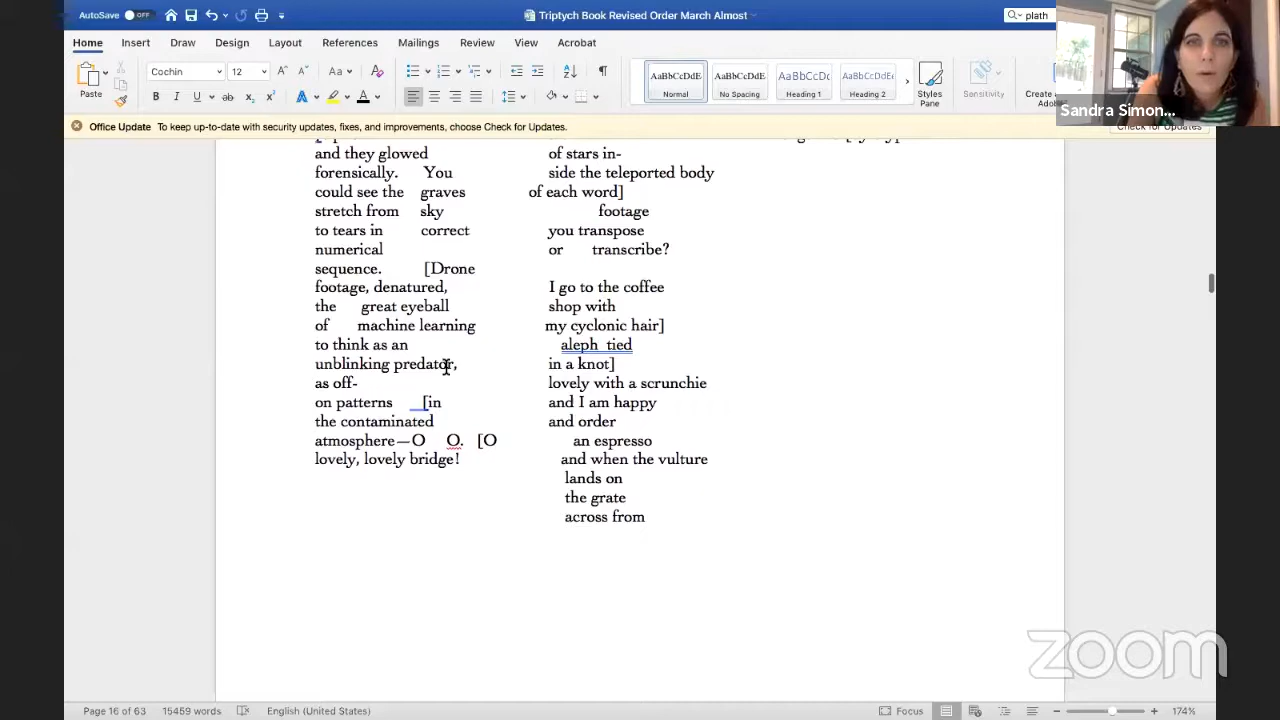 AutoSave OFF
Triptych Book Revised Order March Almost
plath
Home Insert Draw Design Layout References Mailings Review View Acrobat
Paste
Cochin 12
AaBbCcDdE Normal
AaBbCcDdE No Spacing
AaBbCcDc Heading 1
AaBbCcDdE Heading 2
Styles Pane
Sensitivity
Sandra Simon...
Office Update To keep up-to-date with security updates, fixes, and improvements, choose Check for Updates.
Check for Updates
and they glowed
forensically. You
could see the graves
stretch from sky
to tears in correct
numerical
sequence. [Drone
footage, denatured,
the great eyeball
of machine learning
to think as an
unblinking predator,
as off-
on patterns [in
the contaminated
atmosphere—O O. [O
lovely, lovely bridge!
of stars in-
side the teleported body
of each word]
footage
you transpose
or transcribe?
I go to the coffee
shop with
my cyclonic hair]
aleph tied
in a knot]
lovely with a scrunchie
and I am happy
and order
an espresso
and when the vulture
lands on
the grate
across from
zoom
Page 16 of 63 15459 words English (United States) Focus 174%